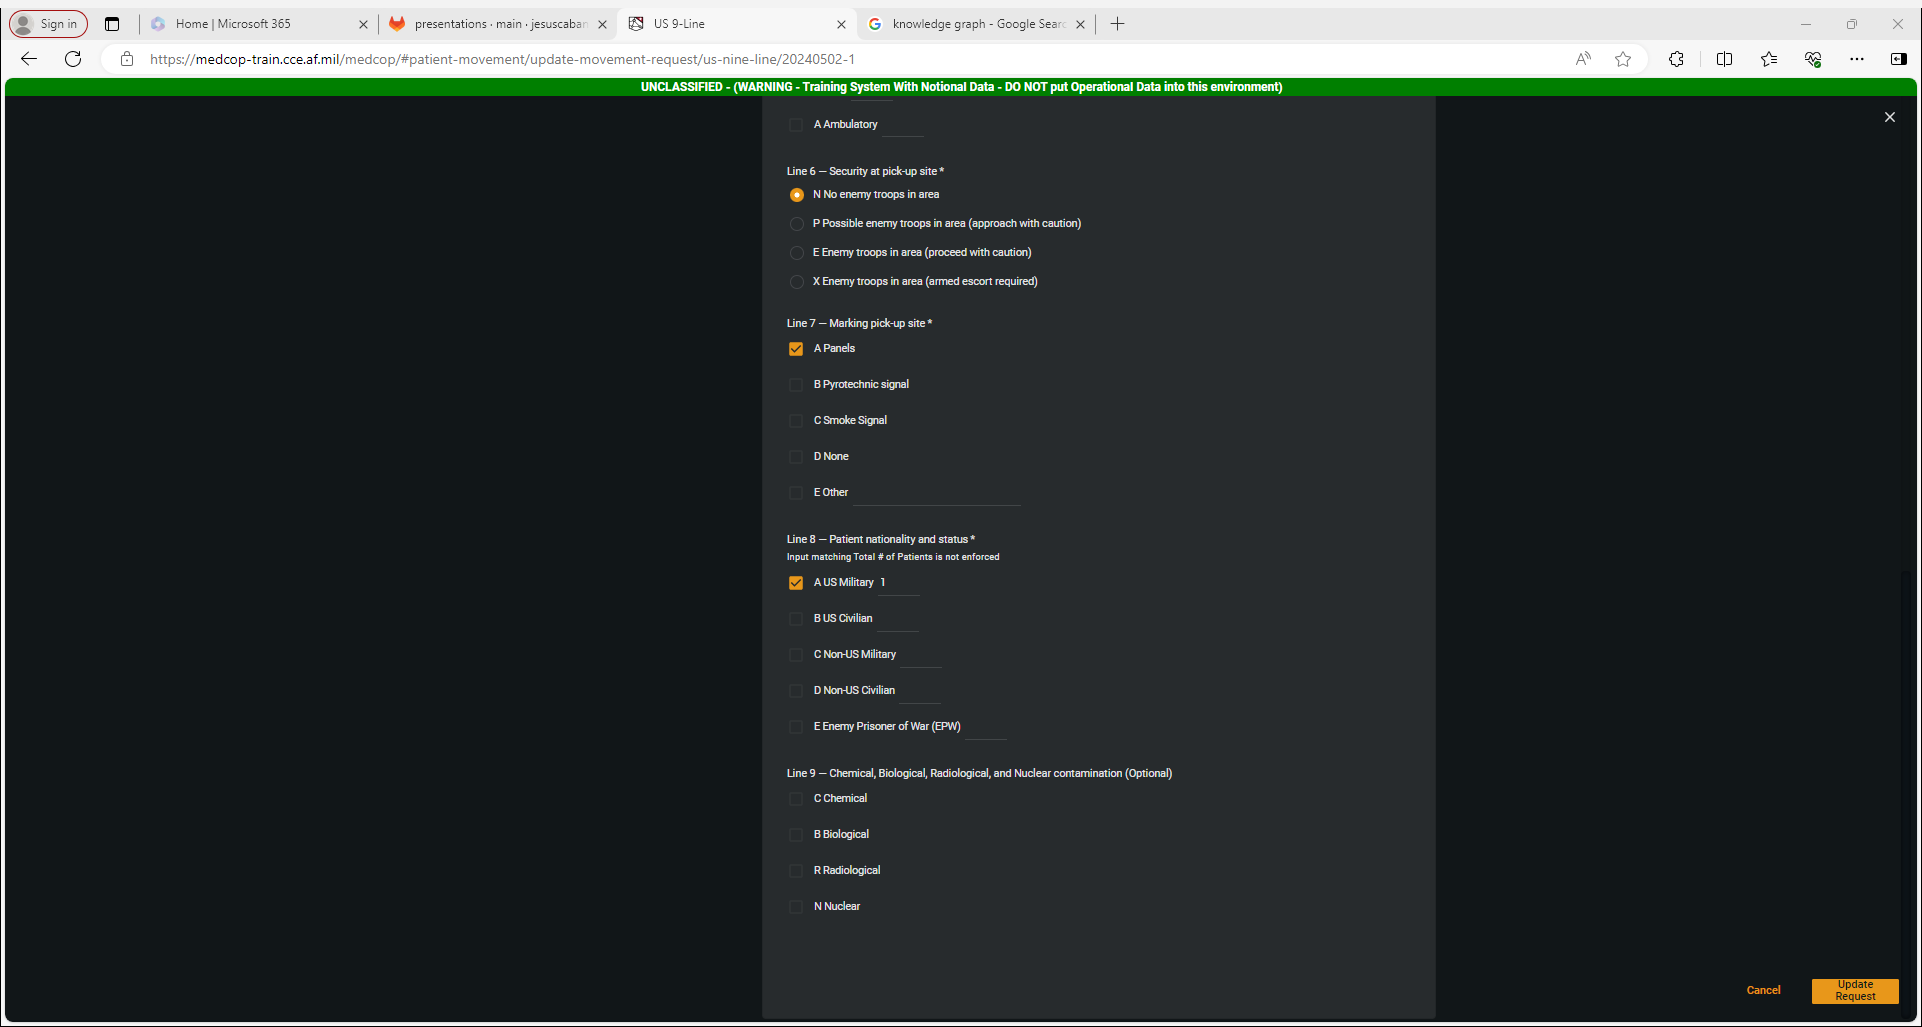 Sign in
Home | Microsoft 365
presentations · main · jesuscaban
US 9-Line
knowledge graph - Google Searc
https://medcop-train.cce.af.mil/medcop/#patient-movement/update-movement-request/us-nine-line/20240502-1
UNCLASSIFIED - (WARNING - Training System With Notional Data - DO NOT put Operational Data into this environment)
A Ambulatory
Line 6 — Security at pick-up site *
N No enemy troops in area
P Possible enemy troops in area (approach with caution)
E Enemy troops in area (proceed with caution)
X Enemy troops in area (armed escort required)
Line 7 — Marking pick-up site *
A Panels
B Pyrotechnic signal
C Smoke Signal
D None
E Other
Line 8 — Patient nationality and status *
Input matching Total # of Patients is not enforced
A US Military 1
B US Civilian
C Non-US Military
D Non-US Civilian
E Enemy Prisoner of War (EPW)
Line 9 — Chemical, Biological, Radiological, and Nuclear contamination (Optional)
C Chemical
B Biological
R Radiological
N Nuclear
Cancel
Update
Request